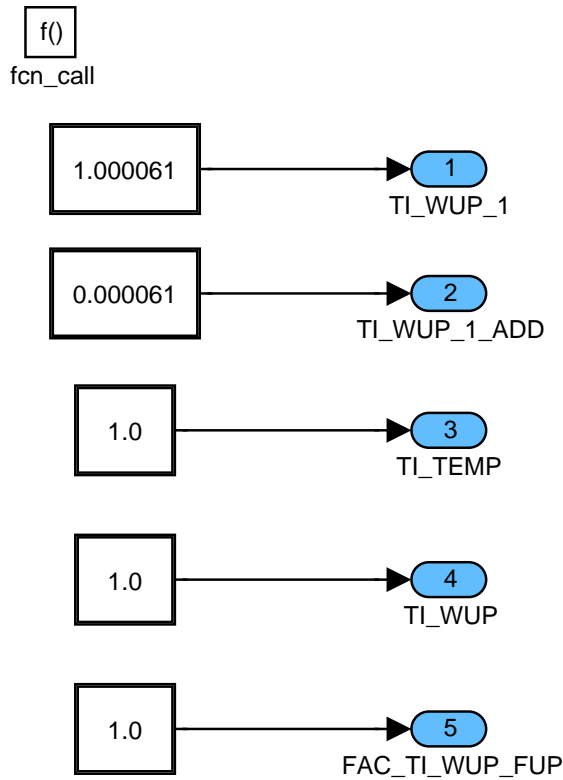 f()
fcn_call
1.000061
1
TI_WUP_1
0.000061
2
TI_WUP_1_ADD
1.0
3
TI_TEMP
1.0
4
TI_WUP
1.0
5
FAC_TI_WUP_FUP